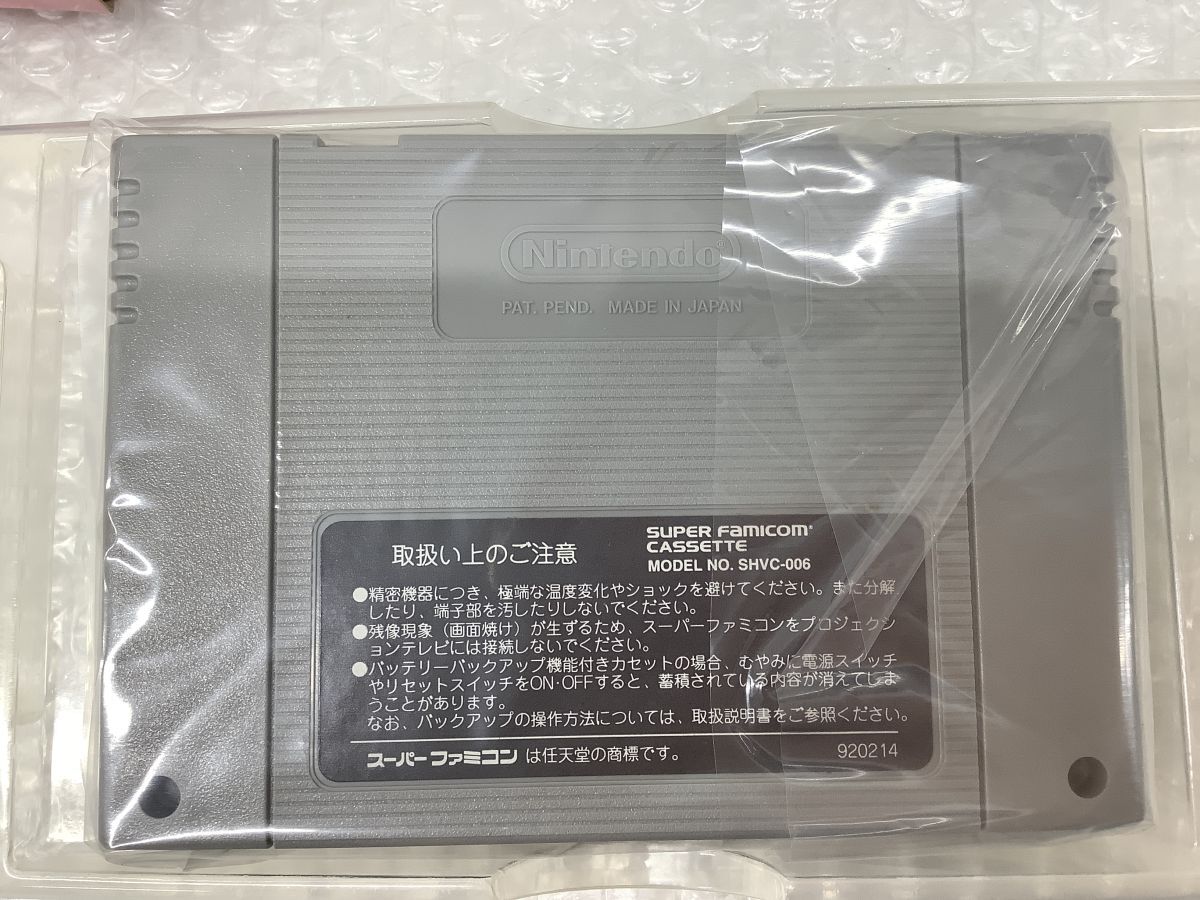 Nintendo®
PAT. PEND. MADE IN JAPAN
取扱い上のご注意
SUPER FAMICOM®
CASSETTE
MODEL NO. SHVC-006
●精密機器につき、極端な温度変化やショックを避けてください。また分解
したり、端子部を汚したりしないでください。
●残像現象（画面焼け）が生ずるため、スーパーファミコンをプロジェクシ
ョンテレビには接続しないでください。
●バッテリーバックアップ機能付きカセットの場合、むやみに電源スイッチ
やリセットスイッチをON·OFFすると、蓄積されている内容が消えてしま
うことがあります。
なお、バックアップの操作方法については、取扱説明書をご参照ください。
スーパーファミコン は任天堂の商標です。
920214